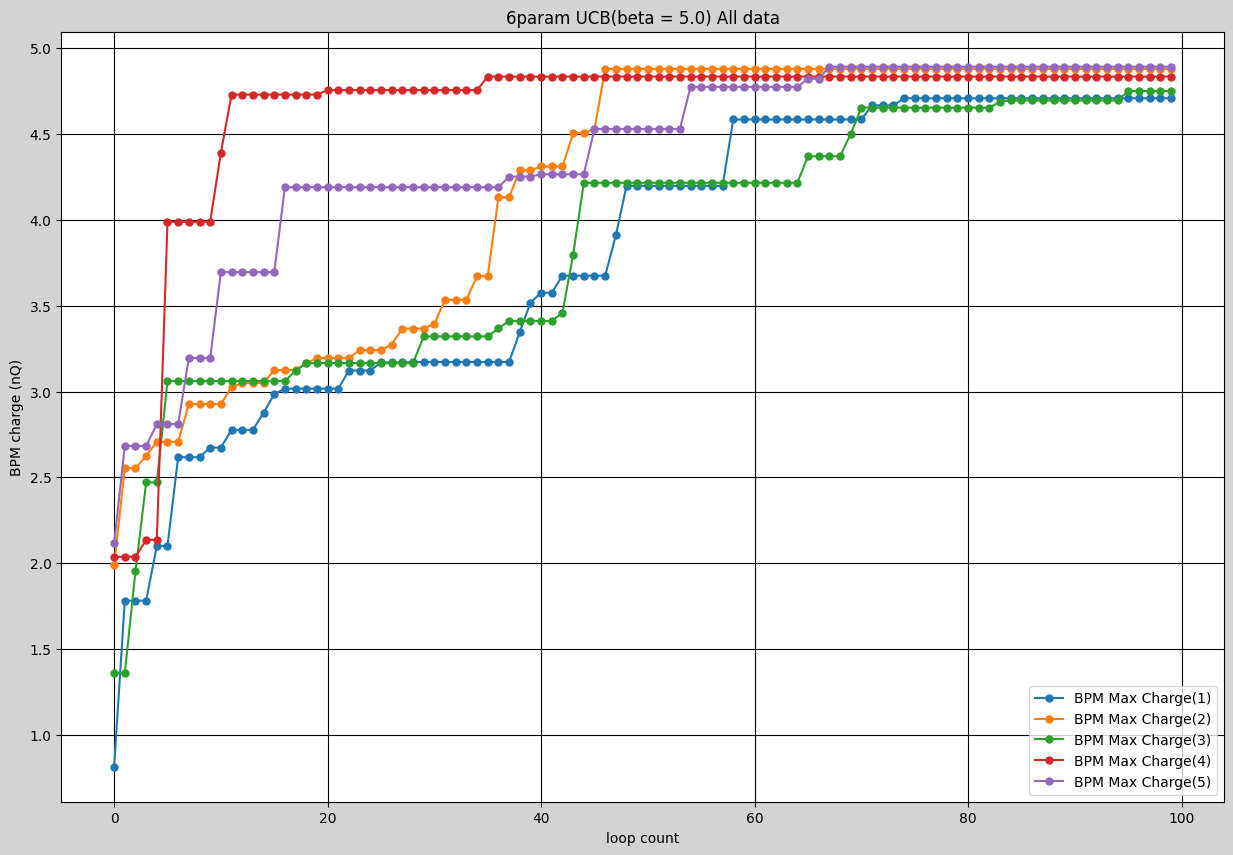 6param UCB(beta = 5.0) All data
5.0
4.5
4.0
3.5
3.0
2.5
2.0
1.5
1.0
BPM charge (nQ)
BPM Max Charge(1)
BPM Max Charge(2)
BPM Max Charge(3)
BPM Max Charge(4)
BPM Max Charge(5)
0 20 40 60 80 100
loop count